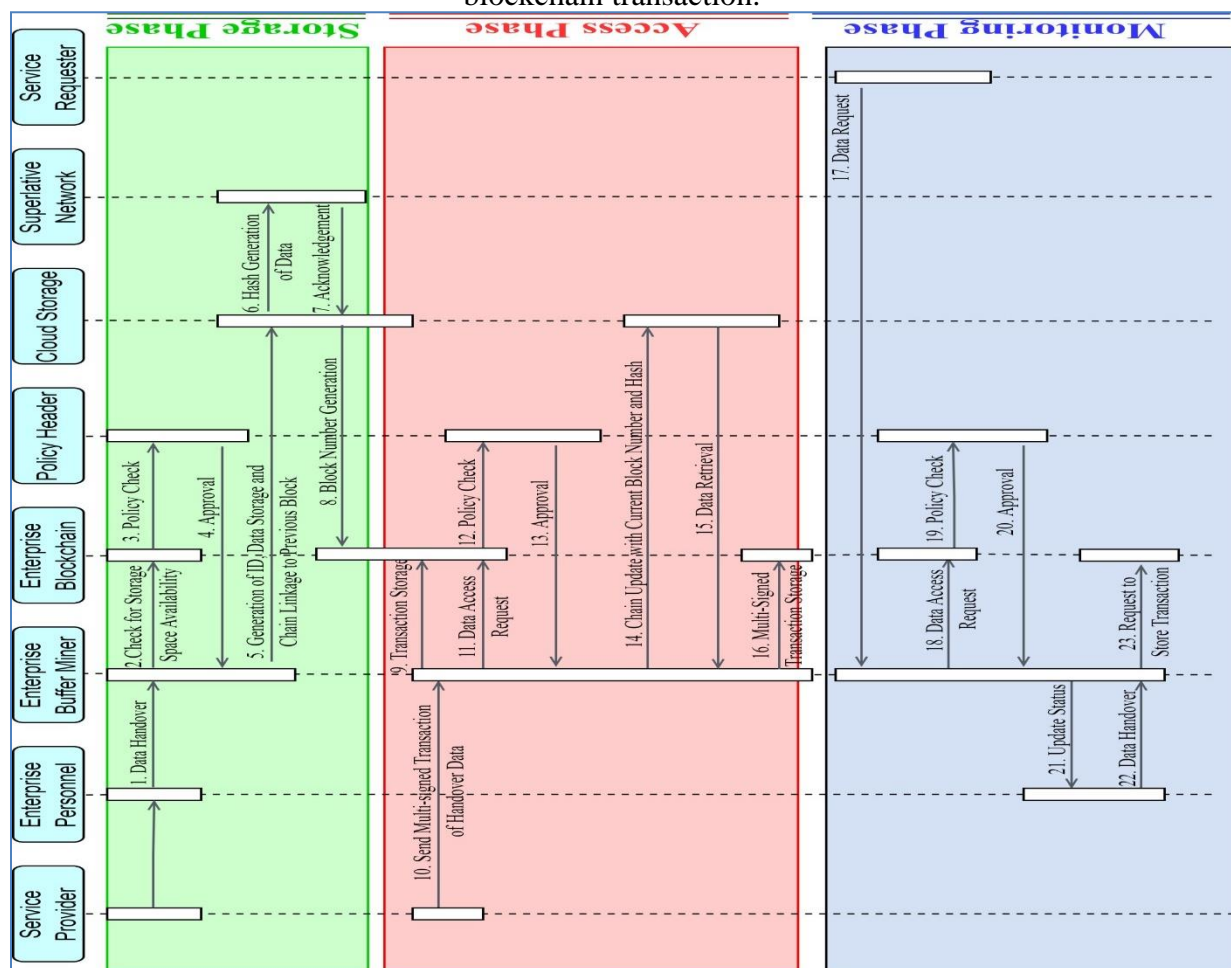 blockchain transaction.
Service
Provider
Enterprise
Personnel
Enterprise
Buffer Miner
Enterprise
Blockchain
Policy Header
Cloud Storage
Superlative
Network
Service
Requester
Storage Phase
1. Data Handover
2. Check for Storage
Space Availability
3. Policy Check
4. Approval
5. Generation of ID, Data Storage and
Chain Linkage to Previous Block
6. Hash Generation
of Data
7. Acknowledgement
8. Block Number Generation
Access Phase
9. Transaction Storage
10. Send Multi-signed Transaction
of Handover Data
11. Data Access
Request
12. Policy Check
13. Approval
14. Chain Update with Current Block Number and Hash
15. Data Retrieval
16. Multi-Signed
Transaction Storage
Monitoring Phase
17. Data Request
18. Data Access
Request
19. Policy Check
20. Approval
21. Update Status
22. Data Handover
23. Request to
Store Transaction